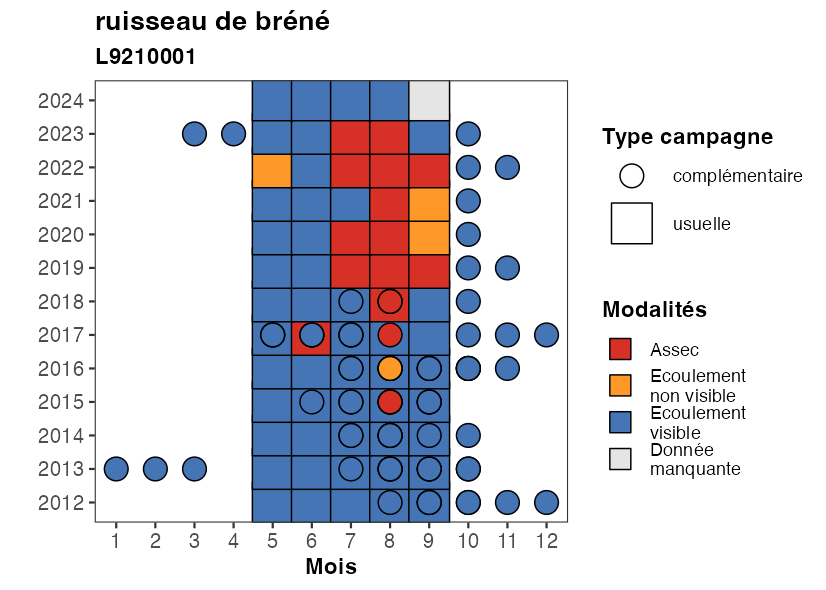 ruisseau de bréné
L9210001
2024
2023
2022
2021
2020
2019
2018
2017
2016
2015
2014
2013
2012
1 2 3 4 5 6 7 8 9 10 11 12
Mois
Type campagne
complémentaire
usuelle
Modalités
Assec
Ecoulement
non visible
Ecoulement
visible
Donnée
manquante